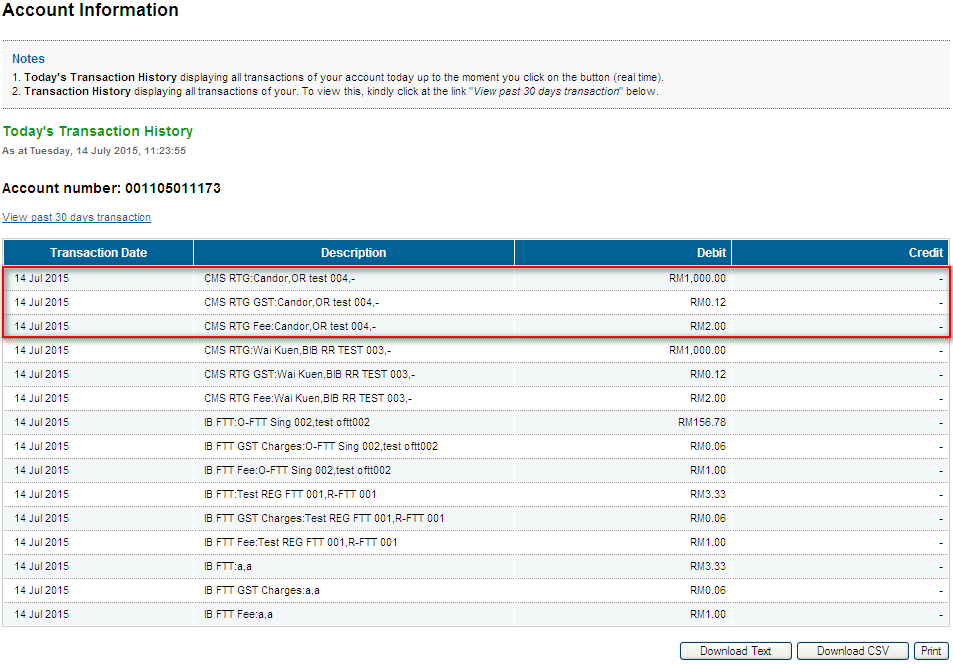 Account Information
Notes
1. Today's Transaction History displaying all transactions of your account today up to the moment you click on the button (real time).
2. Transaction History displaying all transactions of your. To view this, kindly click at the link "View past 30 days transaction" below.
Today's Transaction History
As at Tuesday, 14 July 2015, 11:23:55
Account number: 001105011173
View past 30 days transaction
Transaction Date Description Debit Credit
14 Jul 2015 CMS RTG:Candor,OR test 004,- RM1,000.00 -
14 Jul 2015 CMS RTG GST:Candor,OR test 004,- RM0.12 -
14 Jul 2015 CMS RTG Fee:Candor,OR test 004,- RM2.00 -
14 Jul 2015 CMS RTG:Wai Kuen,BIB RR TEST 003,- RM1,000.00 -
14 Jul 2015 CMS RTG GST:Wai Kuen,BIB RR TEST 003,- RM0.12 -
14 Jul 2015 CMS RTG Fee:Wai Kuen,BIB RR TEST 003,- RM2.00 -
14 Jul 2015 IB FTT:O-FTT Sing 002,test oftt002 RM156.78 -
14 Jul 2015 IB FTT GST Charges:O-FTT Sing 002,test oftt002 RM0.06 -
14 Jul 2015 IB FTT Fee:O-FTT Sing 002,test oftt002 RM1.00 -
14 Jul 2015 IB FTT:Test REG FTT 001,R-FTT 001 RM3.33 -
14 Jul 2015 IB FTT GST Charges:Test REG FTT 001,R-FTT 001 RM0.06 -
14 Jul 2015 IB FTT Fee:Test REG FTT 001,R-FTT 001 RM1.00 -
14 Jul 2015 IB FTT:a,a RM3.33 -
14 Jul 2015 IB FTT GST Charges:a,a RM0.06 -
14 Jul 2015 IB FTT Fee:a,a RM1.00 -
Download Text Download CSV Print